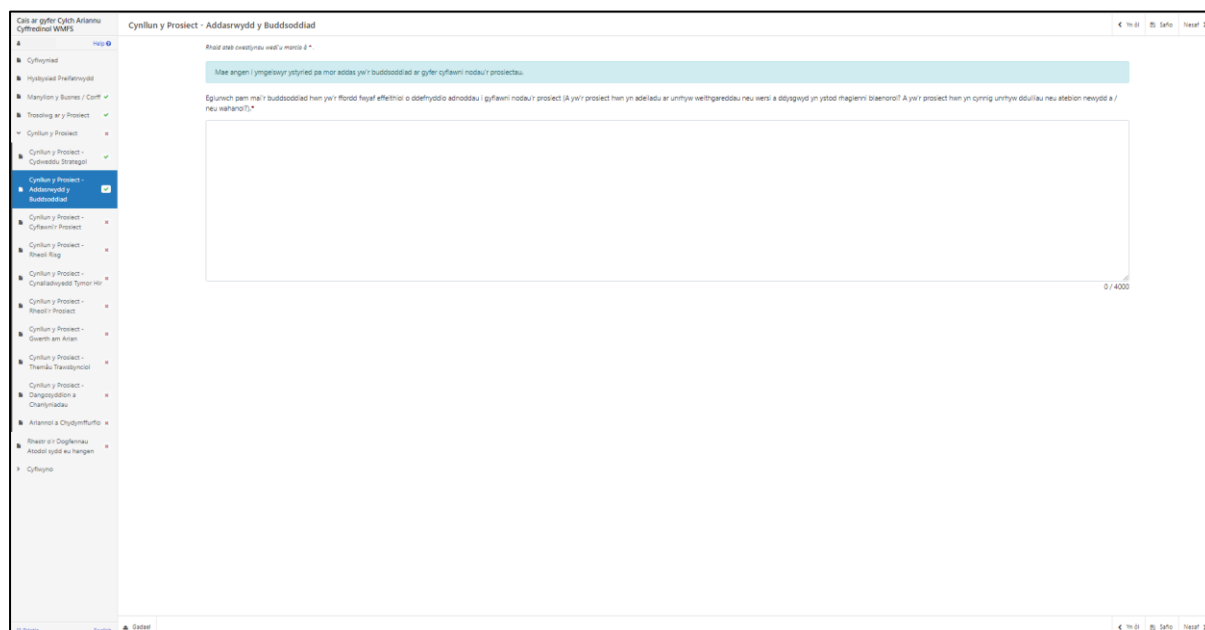 Cais ar gyfer Cylch Ariannu
Cyffredinol WMFS
Help
Cyflwyniad
Hysbysiad Preifatrwydd
Manylion y Busnes / Corff
Trosolwg ar y Prosiect
Cynllun y Prosiect
Cynllun y Prosiect -
Cydweddu Strategol
Cynllun y Prosiect -
Addasrwydd y
Buddsoddiad
Cynllun y Prosiect -
Cyflawni'r Prosiect
Cynllun y Prosiect -
Rheoli Risg
Cynllun y Prosiect -
Cynaliadwyedd Tymor Hir
Cynllun y Prosiect -
Rheoli'r Prosiect
Cynllun y Prosiect -
Gwerth am Arian
Cynllun y Prosiect -
Themâu Trawsbynciol
Cynllun y Prosiect -
Dangosyddion a
Chanlyniadau
Ariannol a Chydymffurfio
Rhestr o'r Dogfennau
Atodol sydd eu hangen
Cyflwyno
Cynllun y Prosiect - Addasrwydd y Buddsoddiad
Yn ôl Safio Nesaf
Rhaid ateb cwestiynau wedi'u marcio â *.
Mae angen i ymgeiswyr ystyried pa mor addas yw'r buddsoddiad ar gyfer cyflawni nodau'r prosiectau.
Eglurwch pam mai'r buddsoddiad hwn yw'r ffordd fwyaf effeithiol o ddefnyddio adnoddau i gyflawni nodau'r prosiect (A yw'r prosiect hwn yn adeiladu ar unrhyw weithgareddau neu wersi a ddysgwyd yn ystod rhaglenni blaenorol? A yw'r prosiect hwn yn cynnig unrhyw ddulliau neu atebion newydd a /
neu wahanol?).*
0 / 4000
Gadael
Yn ôl Safio Nesaf